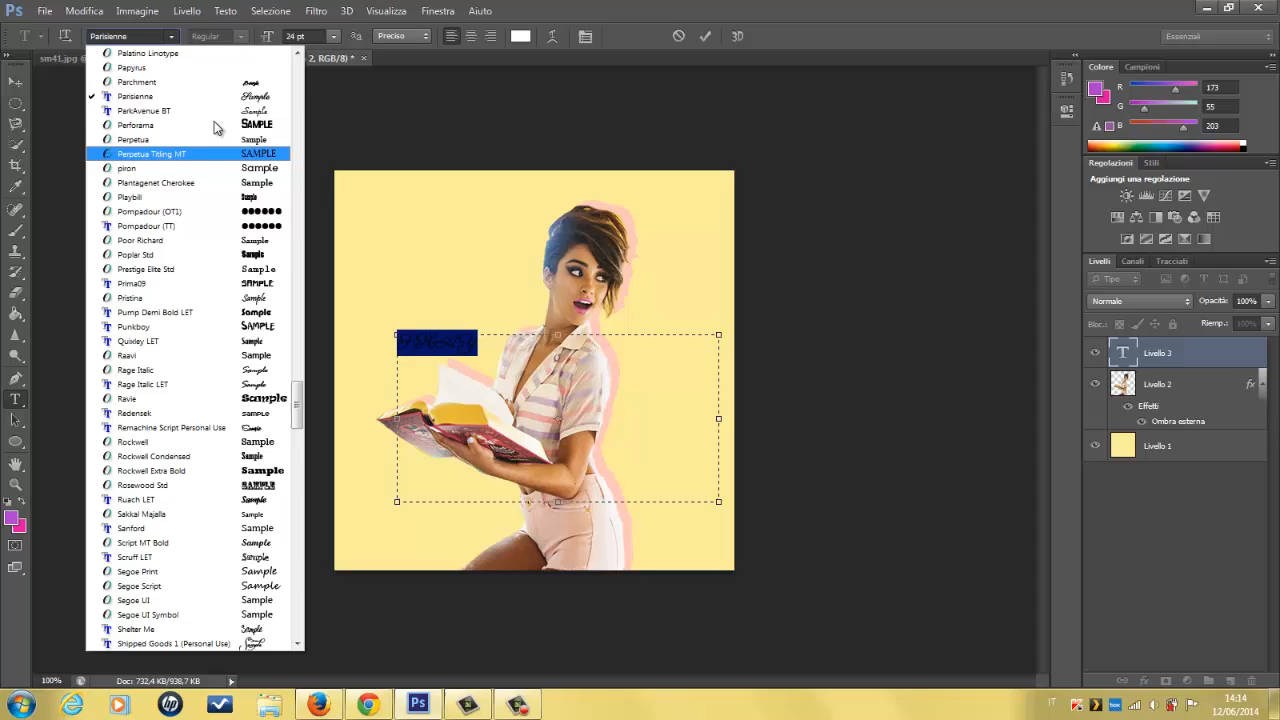 Ps File Modifica Immagine Livello Testo Selezione Filtro 3D Visualizza Finestra Aiuto
T Parisienne Regular 24 pt aa Preciso 3D Essenziali
sm41.jpg @ 2, RGB/8) * ×
Palatino Linotype
Papyrus
Parchment
Parisienne Sample
ParkAvenue BT Sample
Perforama SAMPLE
Perpetua Sample
Perpetua Titling MT SAMPLE
piron Sample
Plantagenet Cherokee Sample
Playbill Sample
Pompadour (OT1)
Pompadour (TT)
Poor Richard Sample
Poplar Std Sample
Prestige Elite Std Sample
Prima09 SAMPLE
Pristina Sample
Pump Demi Bold LET Sample
Punkboy SAMPLE
Quixley LET Sample
Raavi Sample
Rage Italic Sample
Rage Italic LET Sample
Ravie Sample
Redensek SAMPLE
Remachine Script Personal Use Sample
Rockwell Sample
Rockwell Condensed Sample
Rockwell Extra Bold Sample
Rosewood Std SAMPLE
Ruach LET Sample
Sakkal Majalla Sample
Sanford Sample
Script MT Bold Sample
Scruff LET Sample
Segoe Print Sample
Segoe Script Sample
Segoe UI Sample
Segoe UI Symbol Sample
Shelter Me Sample
Shipped Goods 1 (Personal Use) Sample
Colore Campioni
R 173
G 55
B 203
Regolazioni Stili
Aggiungi una regolazione
Livelli Canali Tracciati
Tipo
Normale Opacità: 100%
Bloc.: Riemp.: 100%
T Livello 3
Livello 2 fx
Effetti
Ombra esterna
Livello 1
100% Doc: 732,4 KB/938,7 KB
hp Ps IT 14:14
12/06/2014